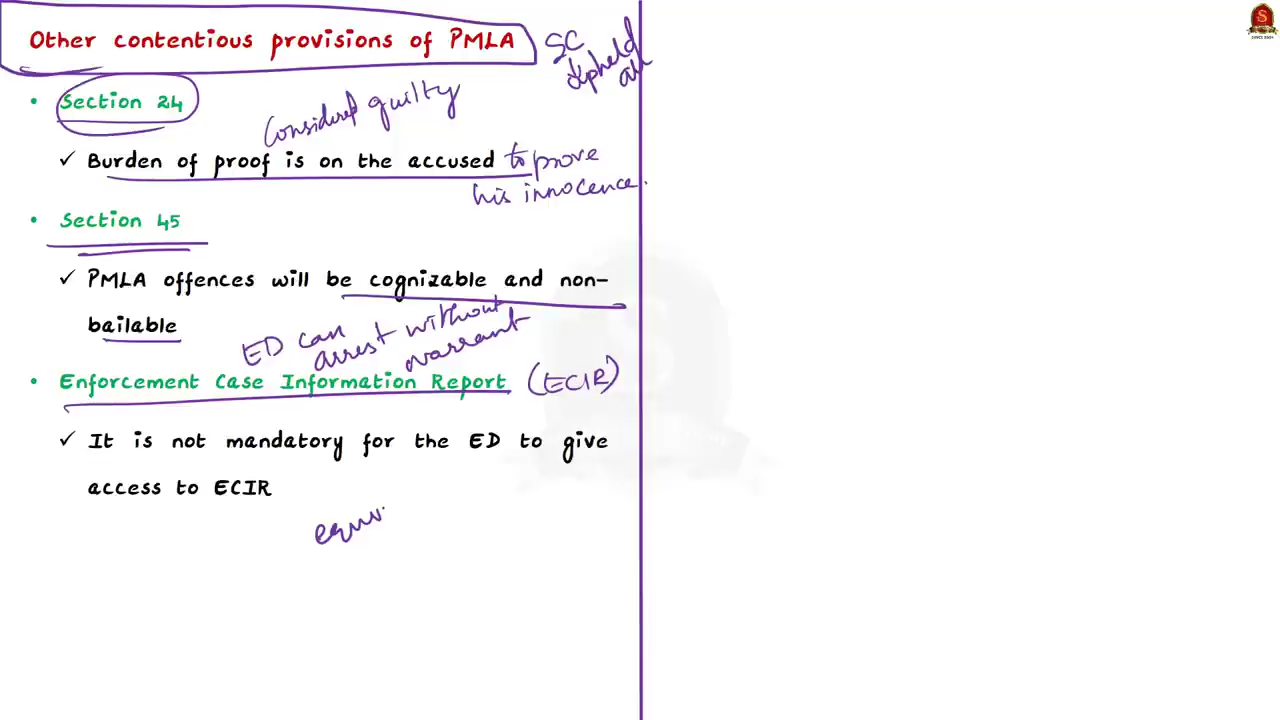 Other contentious provisions of PMLA
SC
Upheld
all
• Section 24
Considered guilty
✓ Burden of proof is on the accused to prove
his innocence.
• Section 45
✓ PMLA offences will be cognizable and non-
bailable
ED can
arrest without
warrant
• Enforcement Case Information Report (ECIR)
✓ It is not mandatory for the ED to give
access to ECIR